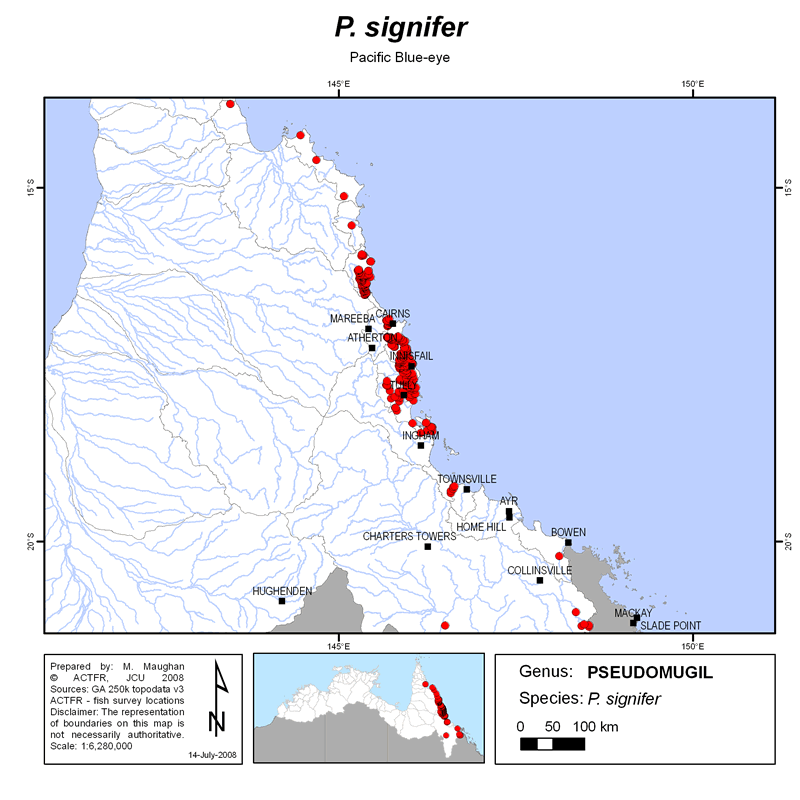 P. signifer
Pacific Blue-eye
145°E 150°E
15°S 15°S
MAREEBA CAIRNS
ATHERTON
INNISFAIL
TULLY
INGHAM
TOWNSVILLE
AYR
HOME HILL
CHARTERS TOWERS
BOWEN
20°S 20°S
COLLINSVILLE
HUGHENDEN
MACKAY
SLADE POINT
145°E 150°E
Prepared by: M. Maughan
© ACTFR, JCU 2008
Sources: GA 250k topodata v3
ACTFR - fish survey locations
Disclaimer: The representation
of boundaries on this map is
not necessarily authoritative.
Scale: 1:6,280,000
N
14-July-2008
Genus: PSEUDOMUGIL
Species: P. signifer
0 50 100 km